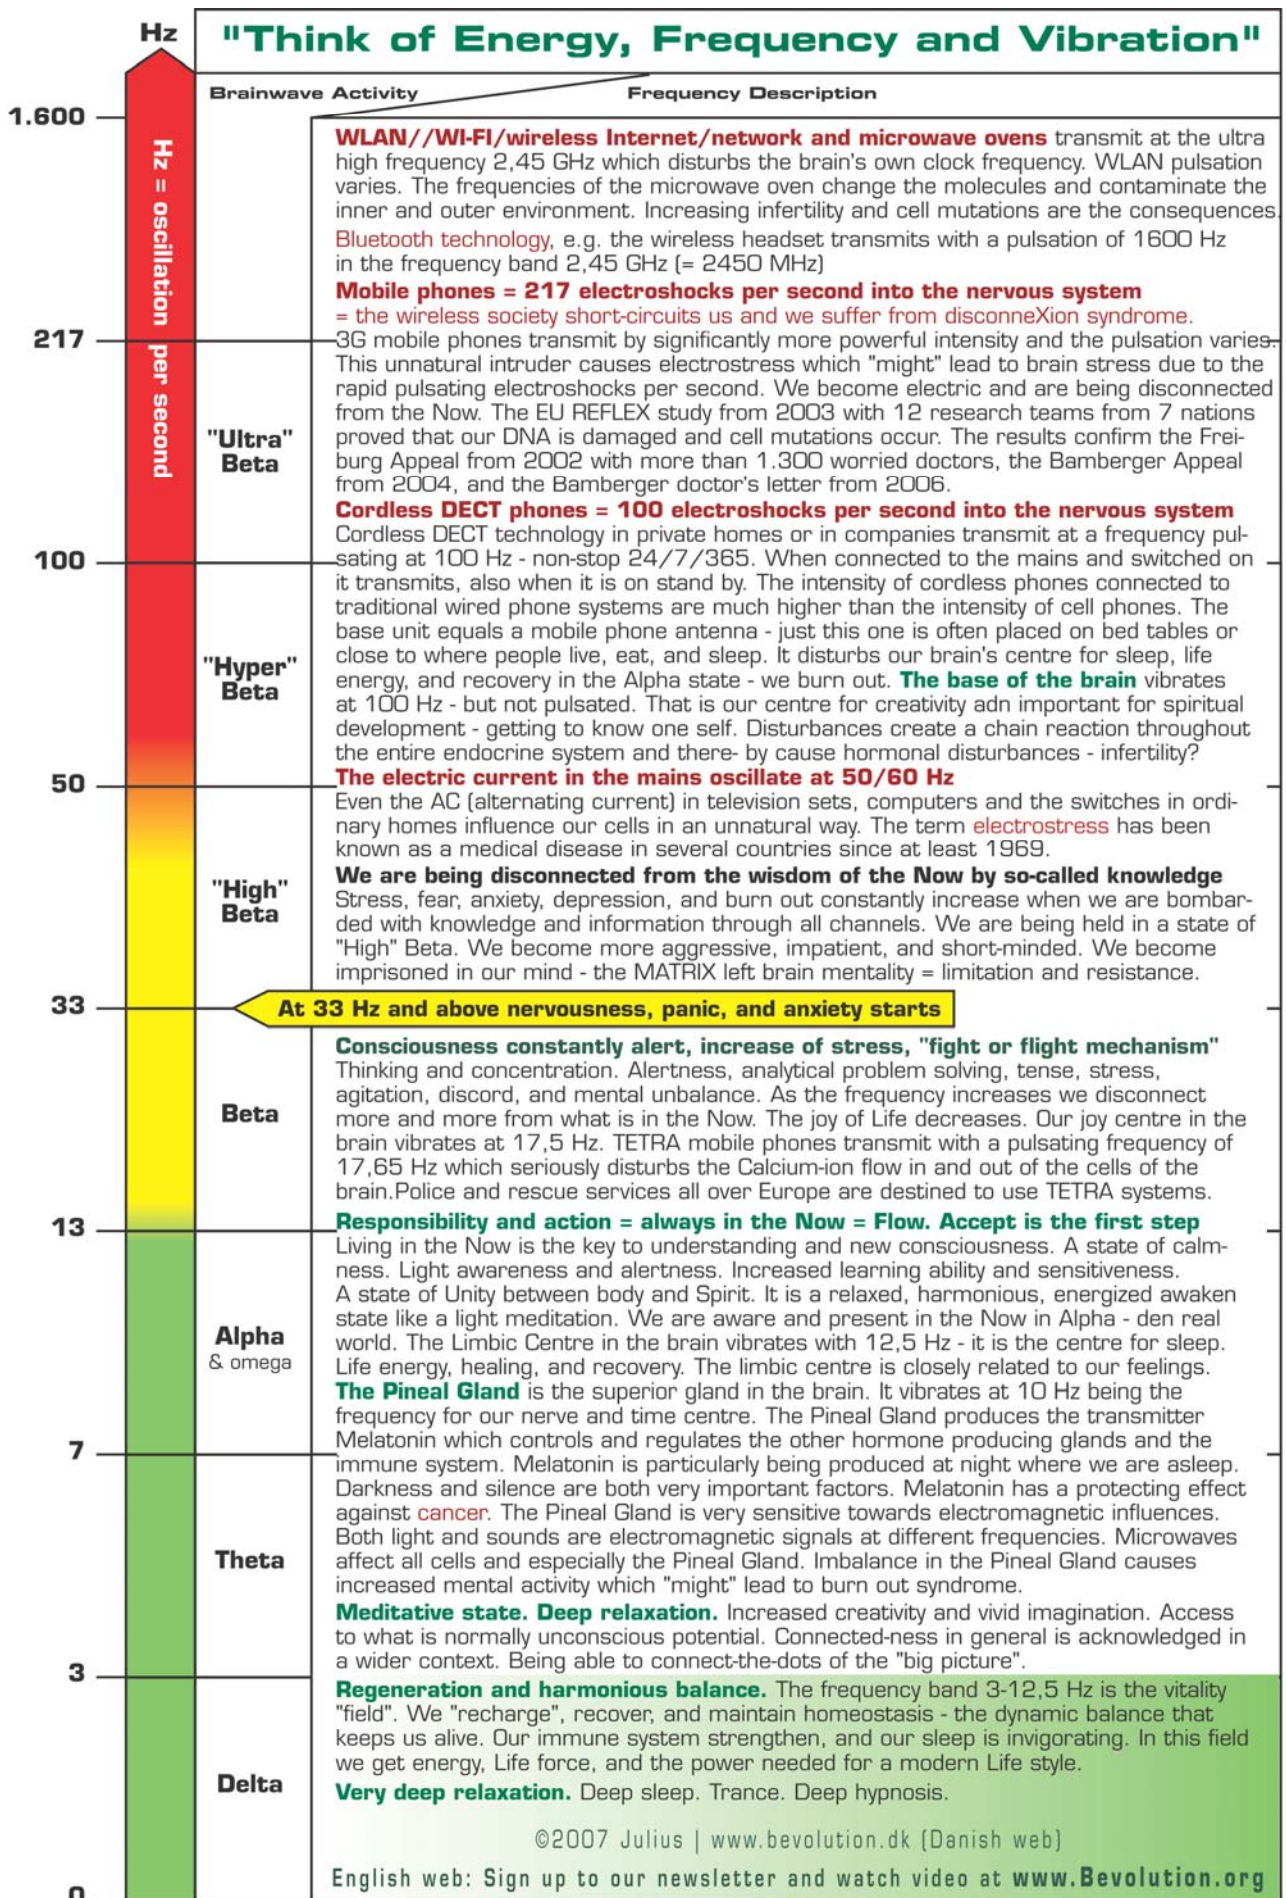 Hz
"Think of Energy, Frequency and Vibration"
Brainwave Activity
Frequency Description
1.600
Hz = oscillation per second
WLAN//WI-FI/wireless Internet/network and microwave ovens transmit at the ultra
high frequency 2,45 GHz which disturbs the brain's own clock frequency. WLAN pulsation
varies. The frequencies of the microwave oven change the molecules and contaminate the
inner and outer environment. Increasing infertility and cell mutations are the consequences.
Bluetooth technology, e.g. the wireless headset transmits with a pulsation of 1600 Hz
in the frequency band 2,45 GHz (= 2450 MHz)
Mobile phones = 217 electroshocks per second into the nervous system
= the wireless society short-circuits us and we suffer from disconneXion syndrome.
217
3G mobile phones transmit by significantly more powerful intensity and the pulsation varies.
This unnatural intruder causes electrostress which "might" lead to brain stress due to the
rapid pulsating electroshocks per second. We become electric and are being disconnected
from the Now. The EU REFLEX study from 2003 with 12 research teams from 7 nations
"Ultra"
Beta
proved that our DNA is damaged and cell mutations occur. The results confirm the Frei-
burg Appeal from 2002 with more than 1.300 worried doctors, the Bamberger Appeal
from 2004, and the Bamberger doctor's letter from 2006.
Cordless DECT phones = 100 electroshocks per second into the nervous system
Cordless DECT technology in private homes or in companies transmit at a frequency pul-
100
sating at 100 Hz - non-stop 24/7/365. When connected to the mains and switched on
it transmits, also when it is on stand by. The intensity of cordless phones connected to
traditional wired phone systems are much higher than the intensity of cell phones. The
base unit equals a mobile phone antenna - just this one is often placed on bed tables or
close to where people live, eat, and sleep. It disturbs our brain's centre for sleep, life
"Hyper"
Beta
energy, and recovery in the Alpha state - we burn out. The base of the brain vibrates
at 100 Hz - but not pulsated. That is our centre for creativity adn important for spiritual
development - getting to know one self. Disturbances create a chain reaction throughout
the entire endocrine system and there- by cause hormonal disturbances - infertility?
50
The electric current in the mains oscillate at 50/60 Hz
Even the AC (alternating current) in television sets, computers and the switches in ordi-
nary homes influence our cells in an unnatural way. The term electrostress has been
known as a medical disease in several countries since at least 1969.
We are being disconnected from the wisdom of the Now by so-called knowledge
"High"
Beta
Stress, fear, anxiety, depression, and burn out constantly increase when we are bombar-
ded with knowledge and information through all channels. We are being held in a state of
"High" Beta. We become more aggressive, impatient, and short-minded. We become
imprisoned in our mind - the MATRIX left brain mentality = limitation and resistance.
33
At 33 Hz and above nervousness, panic, and anxiety starts
Consciousness constantly alert, increase of stress, "fight or flight mechanism"
Thinking and concentration. Alertness, analytical problem solving, tense, stress,
agitation, discord, and mental unbalance. As the frequency increases we disconnect
Beta
more and more from what is in the Now. The joy of Life decreases. Our joy centre in the
brain vibrates at 17,5 Hz. TETRA mobile phones transmit with a pulsating frequency of
17,65 Hz which seriously disturbs the Calcium-ion flow in and out of the cells of the
brain.Police and rescue services all over Europe are destined to use TETRA systems.
13
Responsibility and action = always in the Now = Flow. Accept is the first step
Living in the Now is the key to understanding and new consciousness. A state of calm-
ness. Light awareness and alertness. Increased learning ability and sensitiveness.
A state of Unity between body and Spirit. It is a relaxed, harmonious, energized awaken
state like a light meditation. We are aware and present in the Now in Alpha - den real
Alpha
& omega
world. The Limbic Centre in the brain vibrates with 12,5 Hz - it is the centre for sleep.
Life energy, healing, and recovery. The limbic centre is closely related to our feelings.
The Pineal Gland is the superior gland in the brain. It vibrates at 10 Hz being the
frequency for our nerve and time centre. The Pineal Gland produces the transmitter
7
Melatonin which controls and regulates the other hormone producing glands and the
immune system. Melatonin is particularly being produced at night where we are asleep.
Darkness and silence are both very important factors. Melatonin has a protecting effect
against cancer. The Pineal Gland is very sensitive towards electromagnetic influences.
Both light and sounds are electromagnetic signals at different frequencies. Microwaves
Theta
affect all cells and especially the Pineal Gland. Imbalance in the Pineal Gland causes
increased mental activity which "might" lead to burn out syndrome.
Meditative state. Deep relaxation. Increased creativity and vivid imagination. Access
to what is normally unconscious potential. Connected-ness in general is acknowledged in
a wider context. Being able to connect-the-dots of the "big picture".
3
Regeneration and harmonious balance. The frequency band 3-12,5 Hz is the vitality
"field". We "recharge", recover, and maintain homeostasis - the dynamic balance that
keeps us alive. Our immune system strengthen, and our sleep is invigorating. In this field
we get energy, Life force, and the power needed for a modern Life style.
Delta
Very deep relaxation. Deep sleep. Trance. Deep hypnosis.
©2007 Julius | www.bevolution.dk (Danish web)
English web: Sign up to our newsletter and watch video at www.Bevolution.org
0